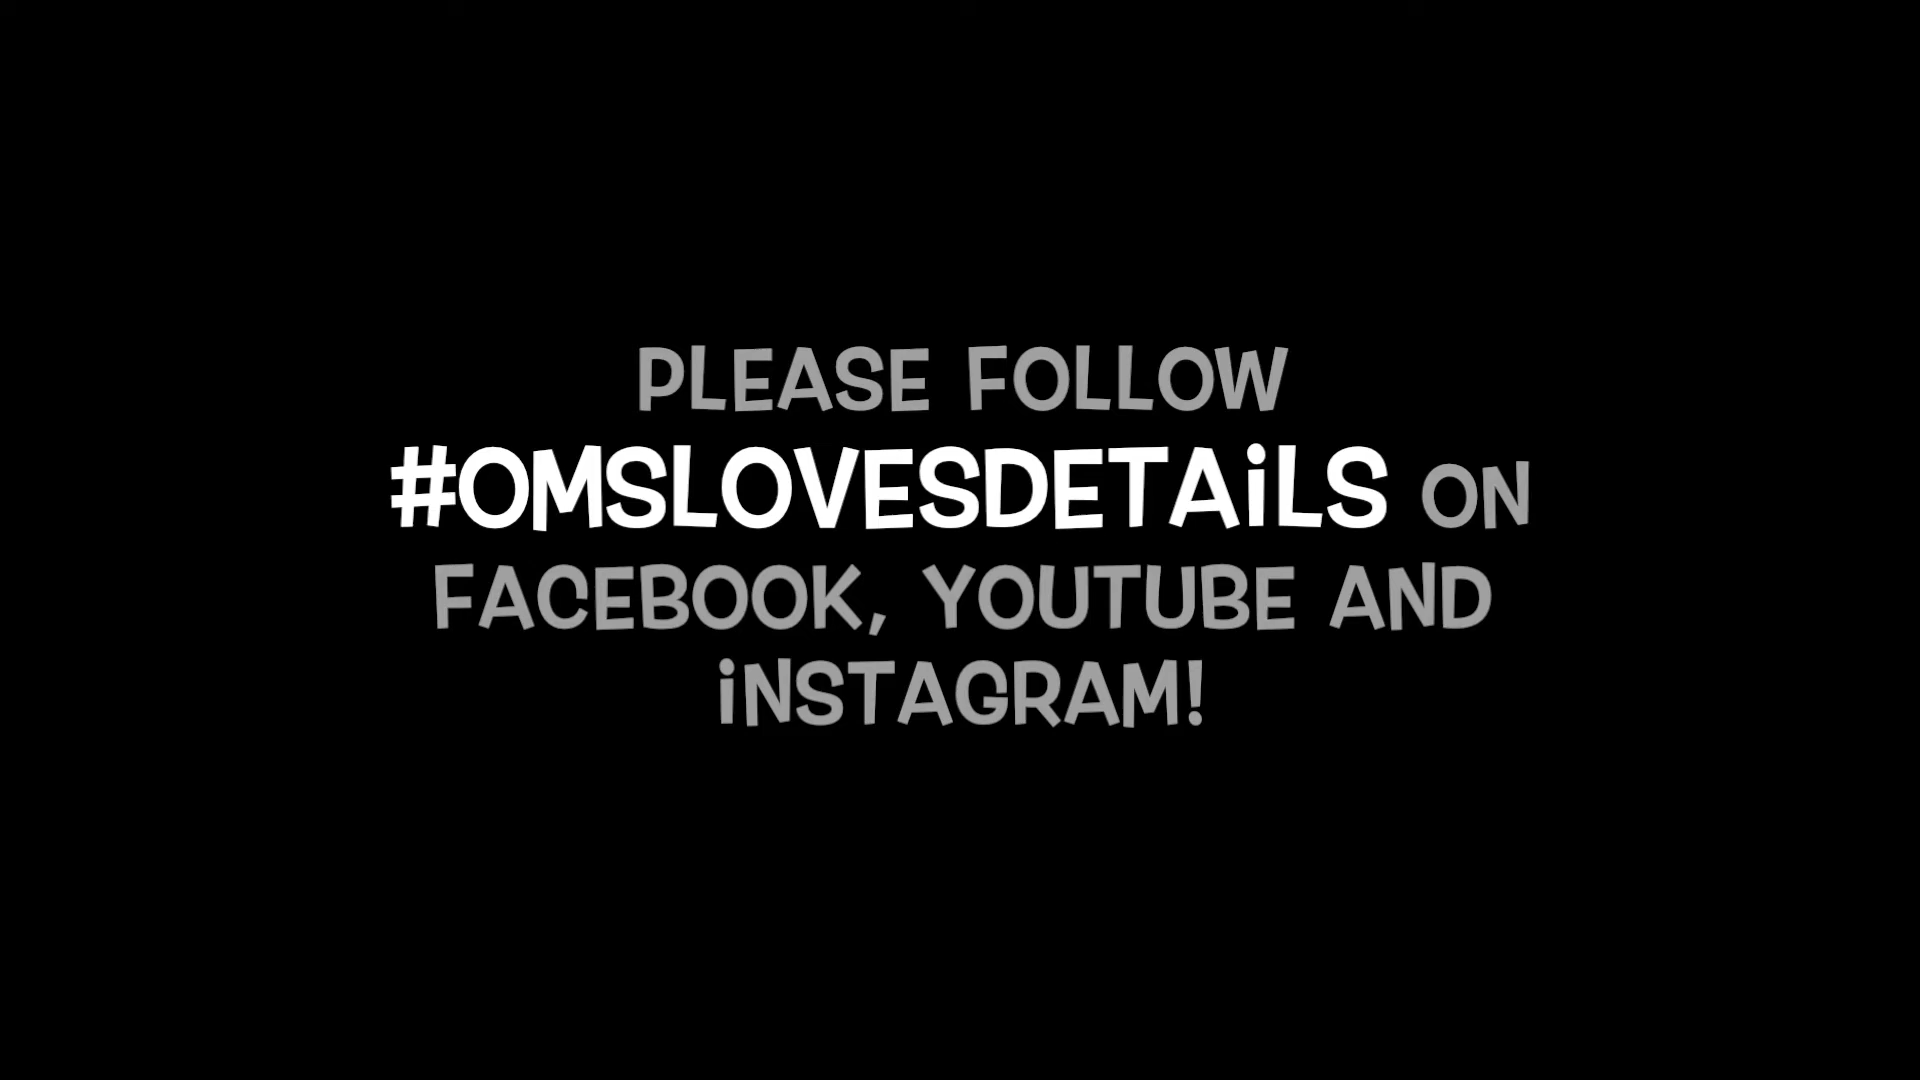 PLEASE FOLLOW
#OMSLOVESDETAiLS ON
FACEBOOK, YOUTUBE AND
iNSTAGRAM!